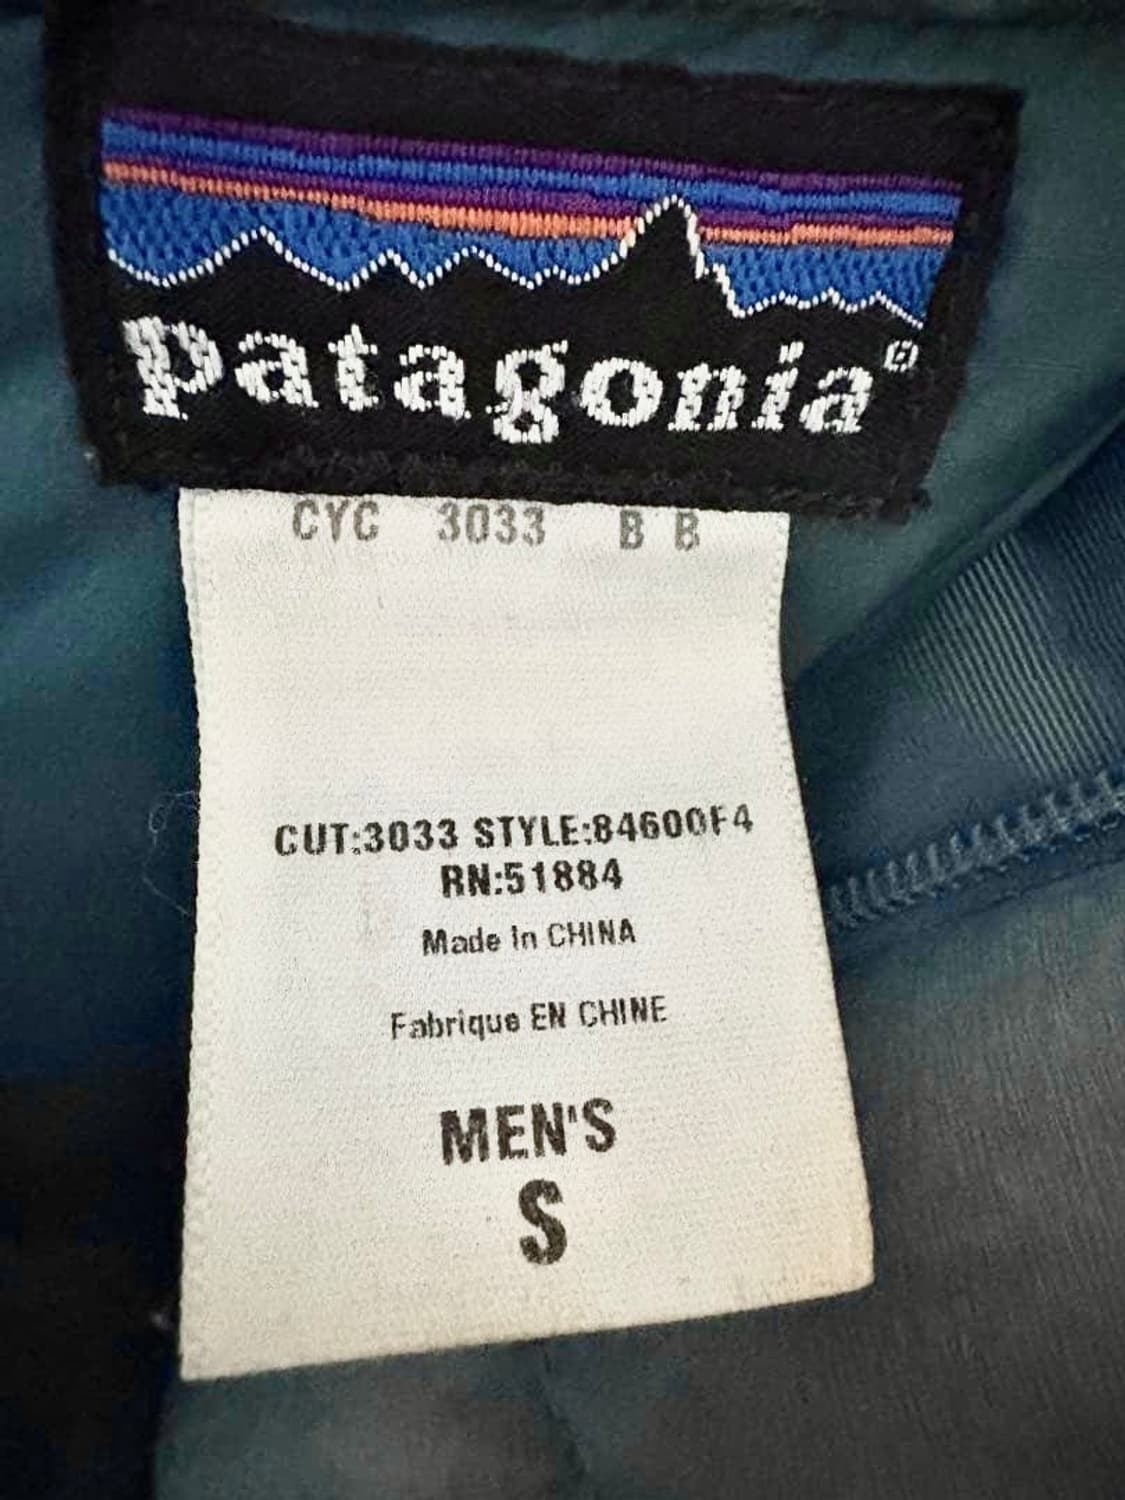 patagonia®
CYC 3033 B B
CUT:3033 STYLE:84600F4
RN:51884
Made In CHINA
Fabrique EN CHINE
MEN'S
S